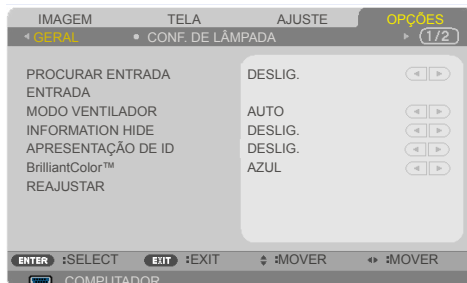 IMAGEM TELA AJUSTE OPÇÕES
GERAL • CONF. DE LÂMPADA 1/2
PROCURAR ENTRADA DESLIG.
ENTRADA
MODO VENTILADOR AUTO
INFORMATION HIDE DESLIG.
APRESENTAÇÃO DE ID DESLIG.
BrilliantColor™ AZUL
REAJUSTAR
ENTER :SELECT EXIT :EXIT :MOVER :MOVER
COMPUTADOR